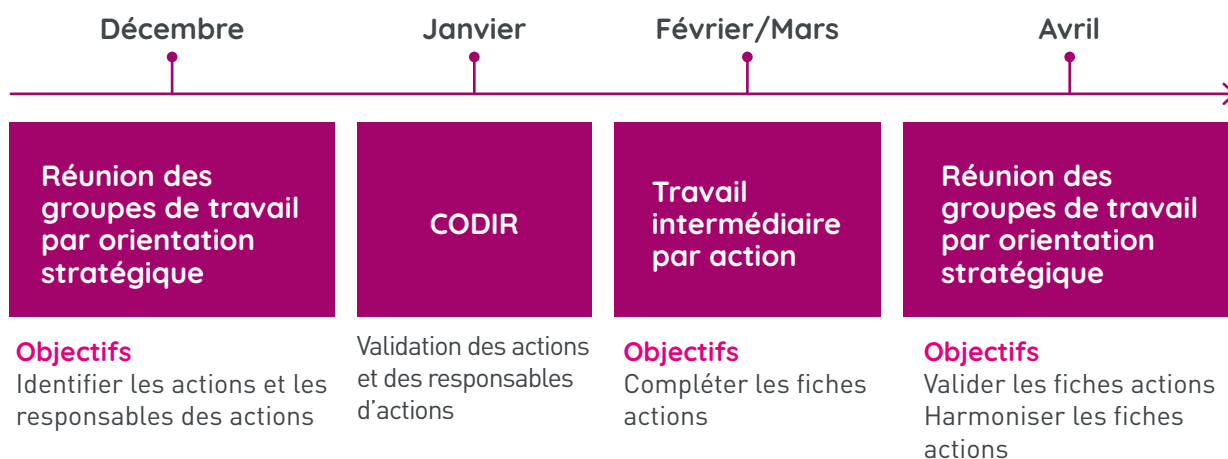 Décembre
Janvier
Février/Mars
Avril
Réunion des
groupes de travail
par orientation
stratégique
CODIR
Travail
intermédiaire
par action
Réunion des
groupes de travail
par orientation
stratégique
Objectifs
Identifier les actions et les
responsables des actions
Validation des actions
et des responsables
d’actions
Objectifs
Compléter les fiches
actions
Objectifs
Valider les fiches actions
Harmoniser les fiches
actions